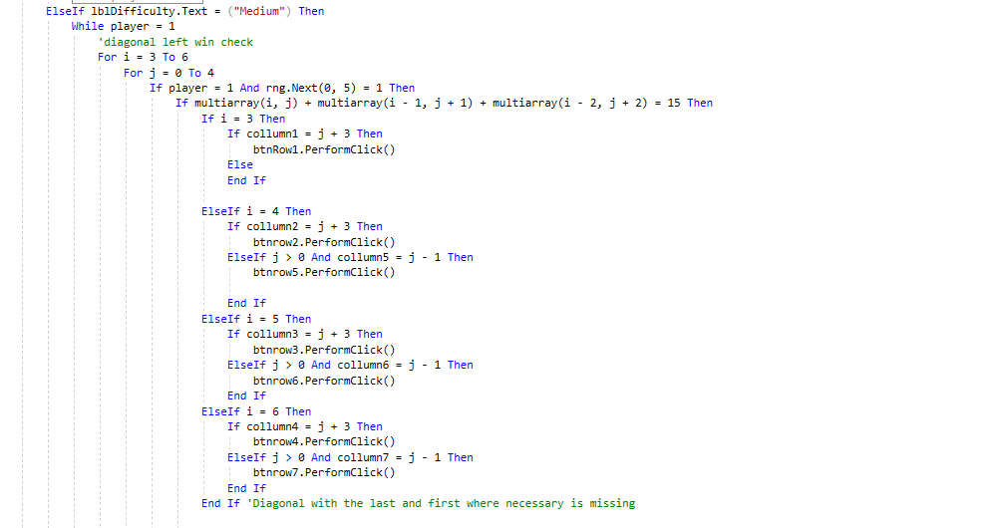 ElseIf lblDifficulty.Text = ("Medium") Then
While player = 1
'diagonal left win check
For i = 3 To 6
For j = 0 To 4
If player = 1 And rng.Next(0, 5) = 1 Then
If multiarray(i, j) + multiarray(i - 1, j + 1) + multiarray(i - 2, j + 2) = 15 Then
If i = 3 Then
If collumn1 = j + 3 Then
btnRow1.PerformClick()
Else
End If
ElseIf i = 4 Then
If collumn2 = j + 3 Then
btnrow2.PerformClick()
ElseIf j > 0 And collumn5 = j - 1 Then
btnrow5.PerformClick()
End If
ElseIf i = 5 Then
If collumn3 = j + 3 Then
btnrow3.PerformClick()
ElseIf j > 0 And collumn6 = j - 1 Then
btnrow6.PerformClick()
End If
ElseIf i = 6 Then
If collumn4 = j + 3 Then
btnrow4.PerformClick()
ElseIf j > 0 And collumn7 = j - 1 Then
btnrow7.PerformClick()
End If
End If 'Diagonal with the last and first where necessary is missing